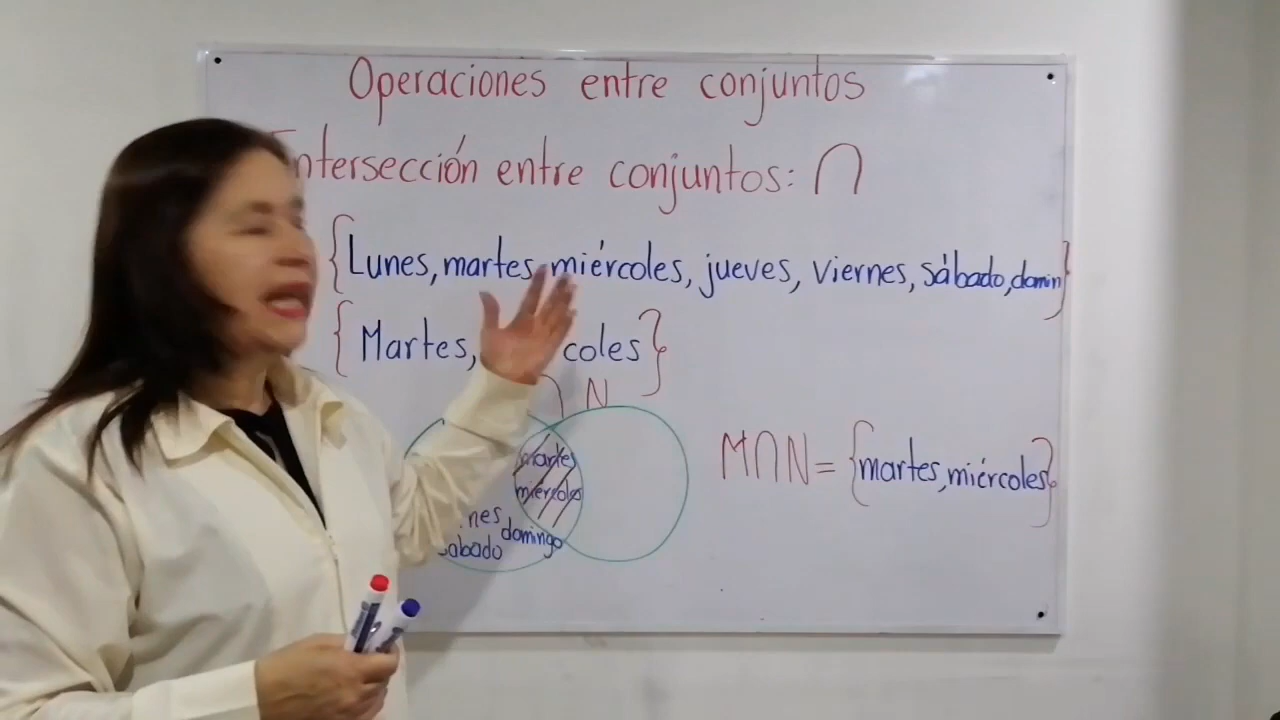 Operaciones entre conjuntos
ntersección entre conjuntos: ∩
{Lunes, martes, miércoles, jueves, viernes, sábado, domin}
{Martes, coles}
∩ N
martes
miércoles
nes domingo
sabado
M∩N= {martes, miércoles}